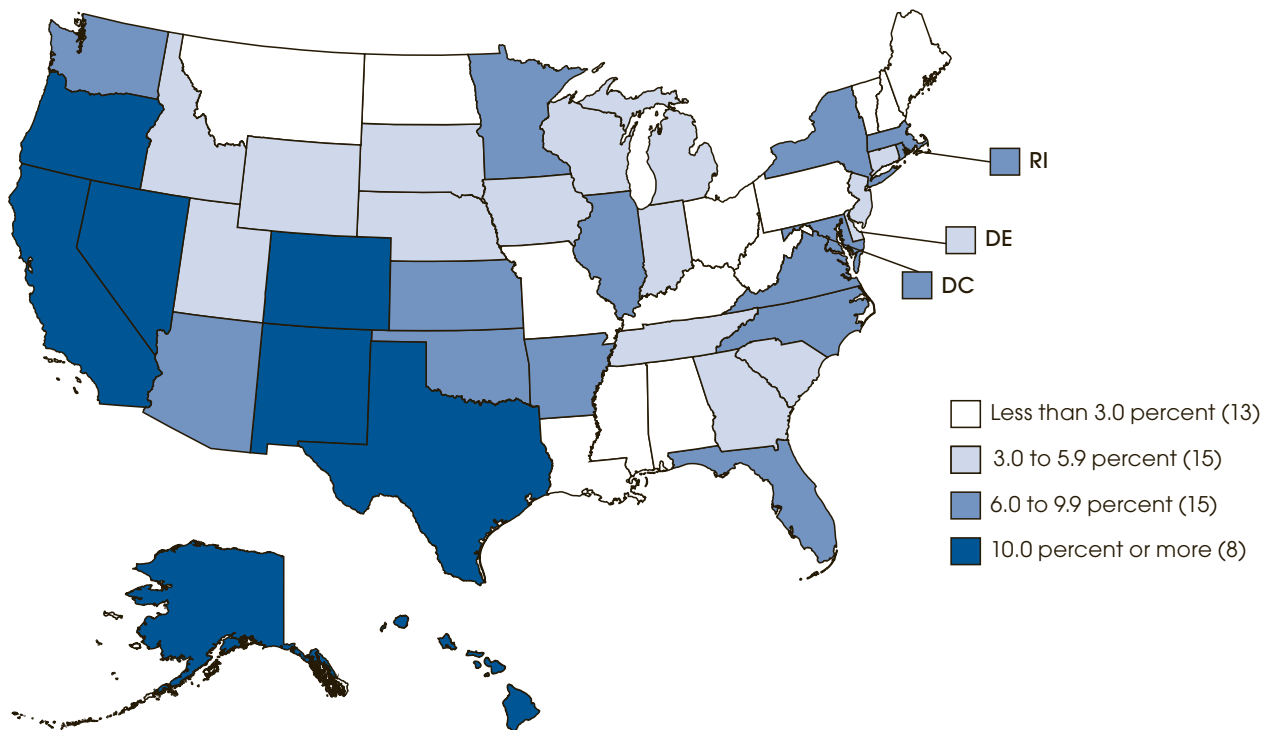 RI
DE
DC
Less than 3.0 percent (13)
3.0 to 5.9 percent (15)
6.0 to 9.9 percent (15)
10.0 percent or more (8)